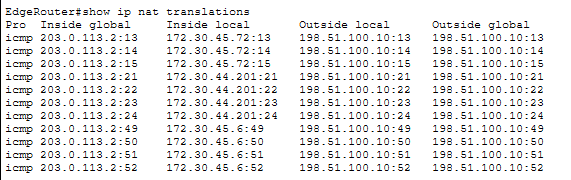 EdgeRouter#show ip nat translations
Pro Inside global Inside local Outside local Outside global
icmp 203.0.113.2:13 172.30.45.72:13 198.51.100.10:13 198.51.100.10:13
icmp 203.0.113.2:14 172.30.45.72:14 198.51.100.10:14 198.51.100.10:14
icmp 203.0.113.2:15 172.30.45.72:15 198.51.100.10:15 198.51.100.10:15
icmp 203.0.113.2:21 172.30.44.201:21 198.51.100.10:21 198.51.100.10:21
icmp 203.0.113.2:22 172.30.44.201:22 198.51.100.10:22 198.51.100.10:22
icmp 203.0.113.2:23 172.30.44.201:23 198.51.100.10:23 198.51.100.10:23
icmp 203.0.113.2:24 172.30.44.201:24 198.51.100.10:24 198.51.100.10:24
icmp 203.0.113.2:49 172.30.45.6:49 198.51.100.10:49 198.51.100.10:49
icmp 203.0.113.2:50 172.30.45.6:50 198.51.100.10:50 198.51.100.10:50
icmp 203.0.113.2:51 172.30.45.6:51 198.51.100.10:51 198.51.100.10:51
icmp 203.0.113.2:52 172.30.45.6:52 198.51.100.10:52 198.51.100.10:52